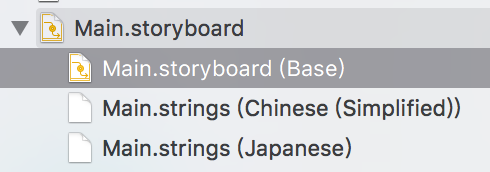 Main.storyboard
Main.storyboard (Base)
Main.strings (Chinese (Simplified))
Main.strings (Japanese)